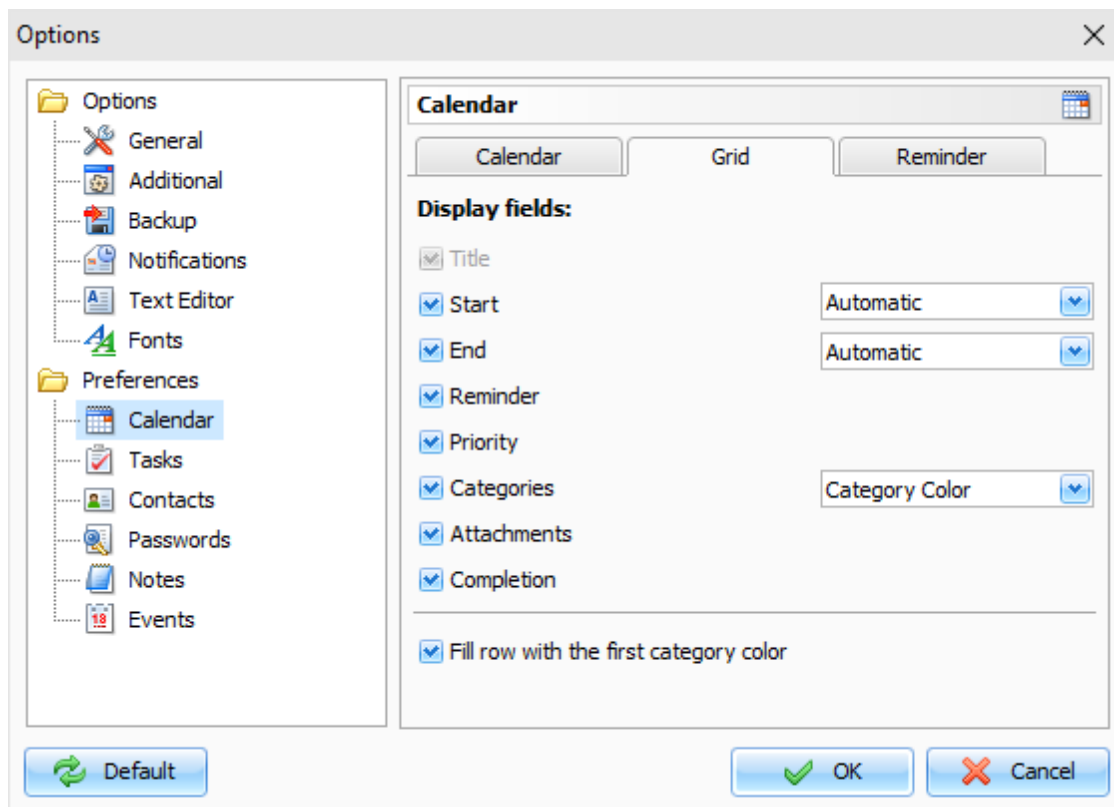 Options
Options
General
Additional
Backup
Notifications
Text Editor
Fonts
Preferences
Calendar
Tasks
Contacts
Passwords
Notes
Events
Calendar
Calendar Grid Reminder
Display fields:
Title
Start Automatic
End Automatic
Reminder
Priority
Categories Category Color
Attachments
Completion
Fill row with the first category color
Default OK Cancel